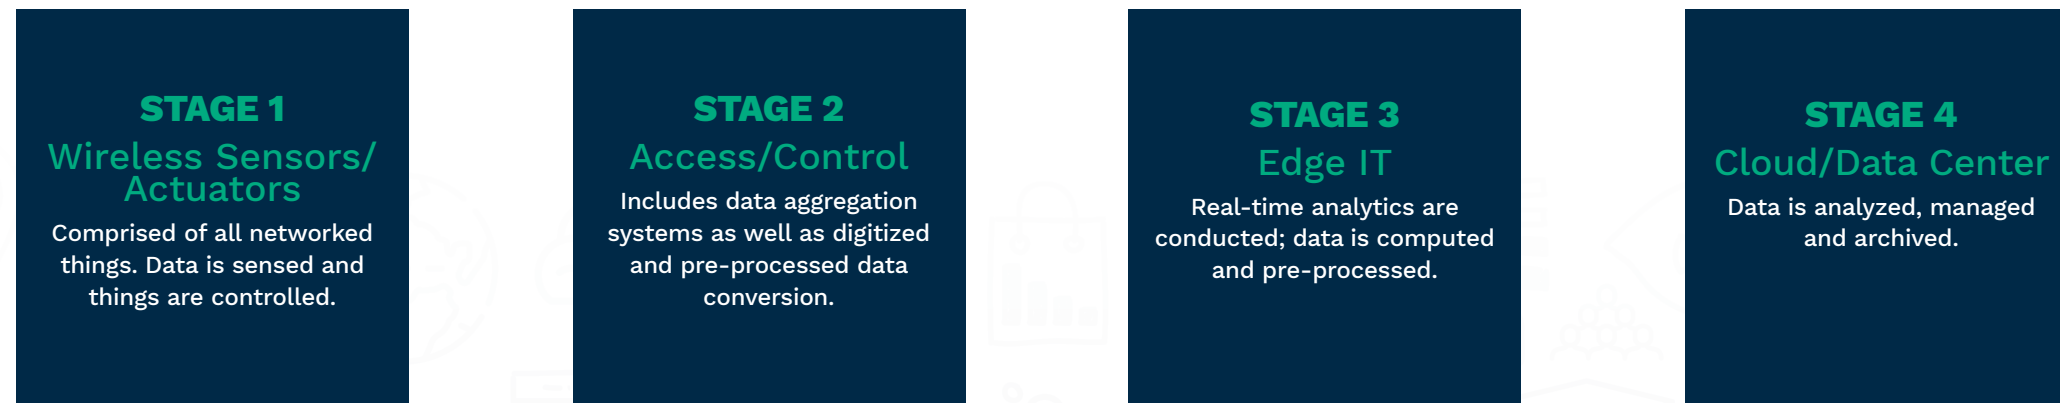 STAGE 1
Wireless Sensors/
Actuators
Comprised of all networked
things. Data is sensed and
things are controlled.
STAGE 2
Access/Control
Includes data aggregation
systems as well as digitized
and pre-processed data
conversion.
STAGE 3
Edge IT
Real-time analytics are
conducted; data is computed
and pre-processed.
STAGE 4
Cloud/Data Center
Data is analyzed, managed
and archived.